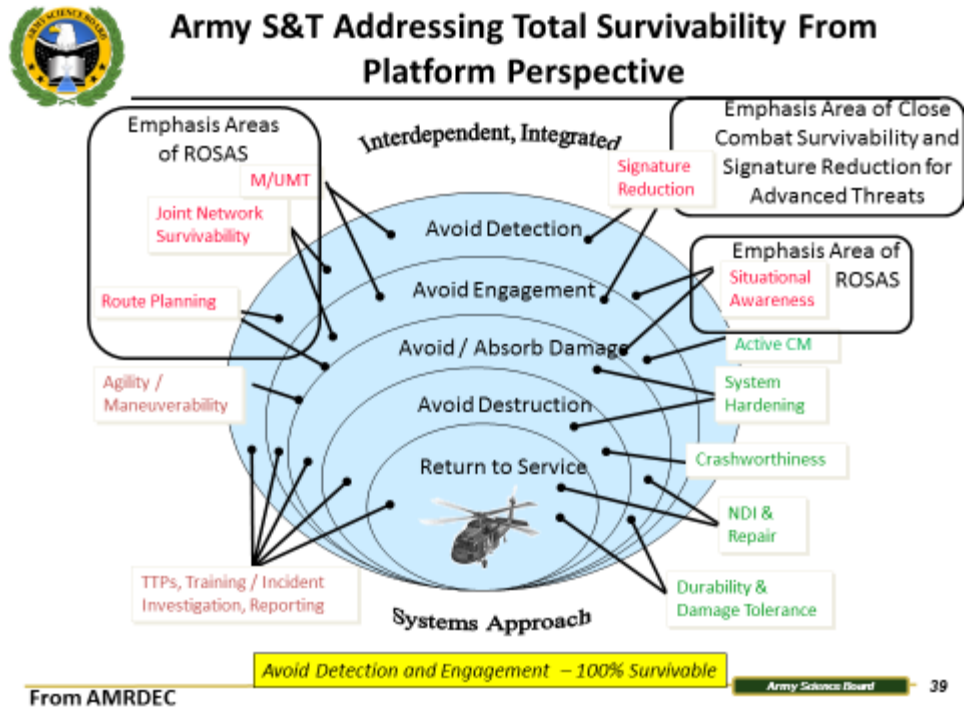 ARMY SCIENCE BOARD
Army S&T Addressing Total Survivability From
Platform Perspective
Emphasis Areas
of ROSAS
Interdependent, Integrated
Emphasis Area of Close
Combat Survivability and
Signature Reduction for
Advanced Threats
M/UMT
Signature
Reduction
Joint Network
Survivability
Avoid Detection
Emphasis Area of
ROSAS
Situational
Awareness
Route Planning
Avoid Engagement
Avoid / Absorb Damage
Active CM
Agility /
Maneuverability
System
Hardening
Avoid Destruction
Crashworthiness
Return to Service
NDI &
Repair
TTPs, Training / Incident
Investigation, Reporting
Durability &
Damage Tolerance
Systems Approach
Avoid Detection and Engagement – 100% Survivable
From AMRDEC
Army Science Board
39